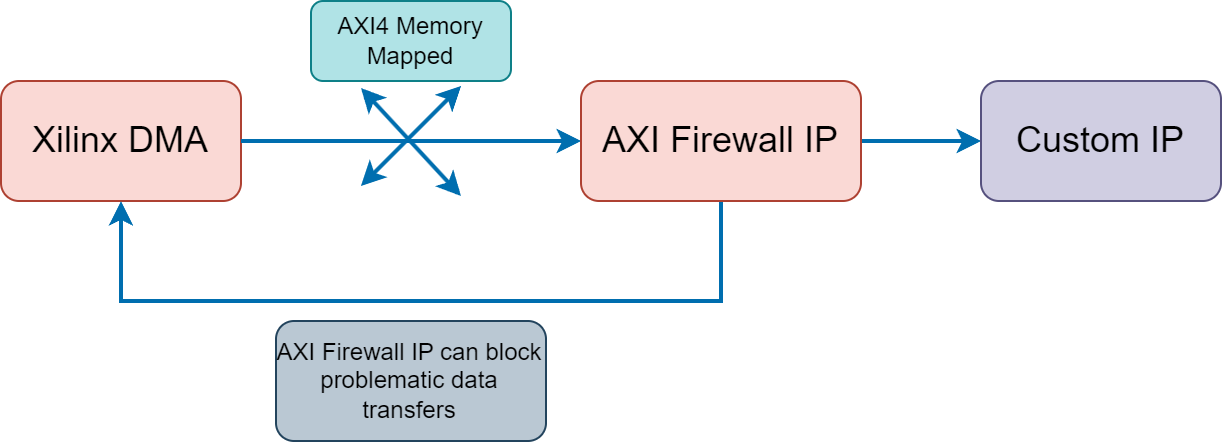 AXI4 Memory
Mapped
Xilinx DMA
AXI Firewall IP
Custom IP
AXI Firewall IP can block
problematic data
transfers